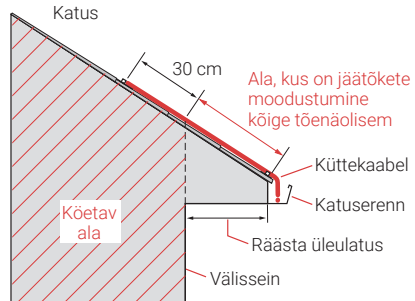 Katus
30 cm
Ala, kus on jäätõkete
moodustumine
kõige tõenäolisem
Küttekaabel
Katuserenn
Köetav
ala
Räästa üleulatus
Välissein